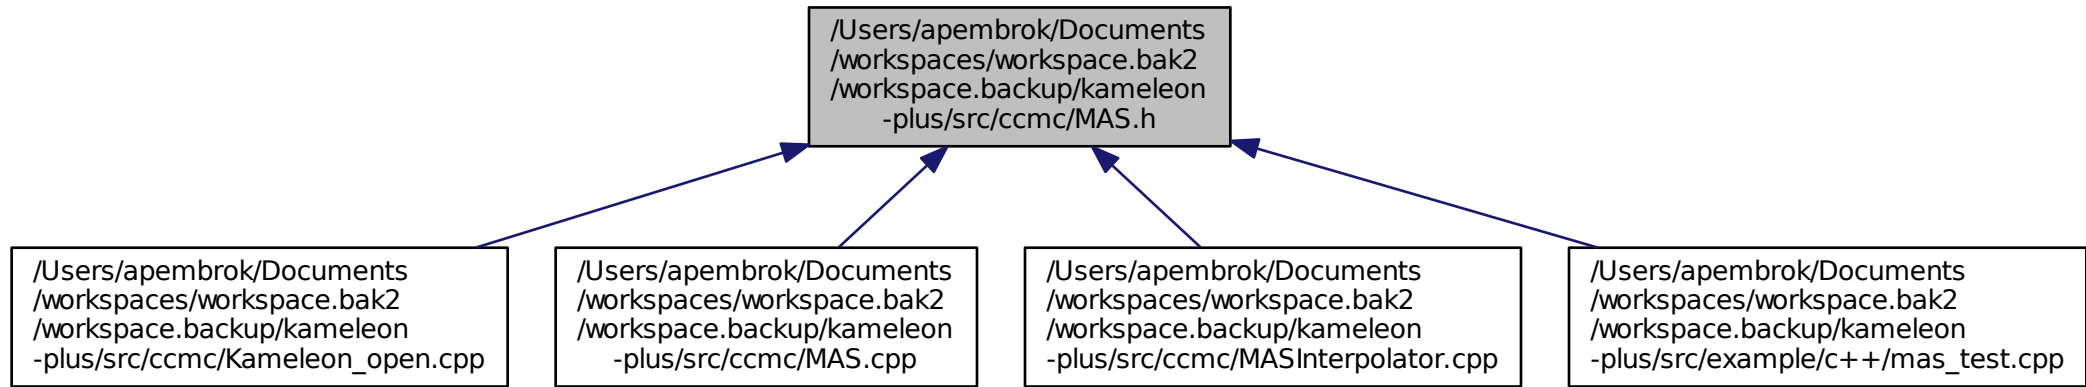 /Users/apembrok/Documents
/workspaces/workspace.bak2
/workspace.backup/kameleon
-plus/src/ccmc/MAS.h
/Users/apembrok/Documents
/workspaces/workspace.bak2
/workspace.backup/kameleon
-plus/src/ccmc/Kameleon_open.cpp
/Users/apembrok/Documents
/workspaces/workspace.bak2
/workspace.backup/kameleon
-plus/src/ccmc/MAS.cpp
/Users/apembrok/Documents
/workspaces/workspace.bak2
/workspace.backup/kameleon
-plus/src/ccmc/MASInterpolator.cpp
/Users/apembrok/Documents
/workspaces/workspace.bak2
/workspace.backup/kameleon
-plus/src/example/c++/mas_test.cpp